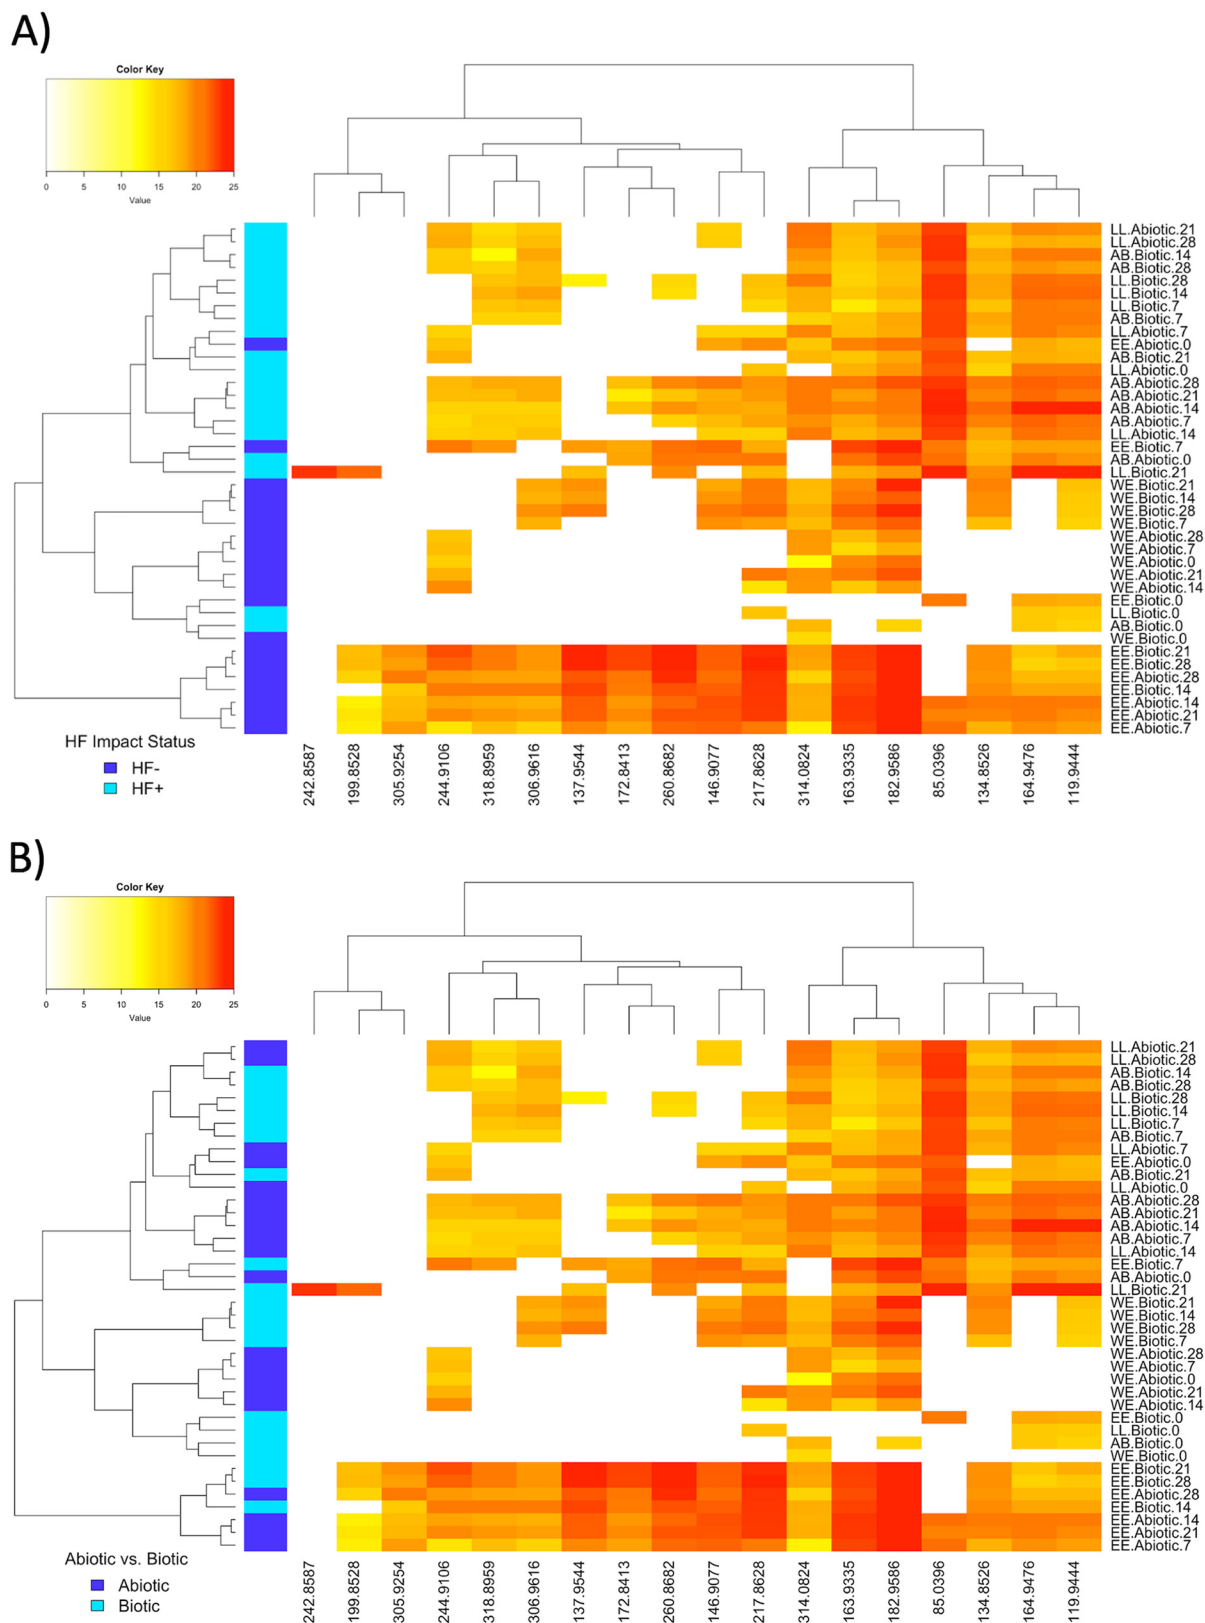 A)
Color Key
0 5 10 15 20 25
Value
LL.Abiotic.21
LL.Abiotic.28
AB.Biotic.14
AB.Biotic.28
LL.Biotic.28
LL.Biotic.14
LL.Biotic.7
AB.Biotic.7
LL.Abiotic.7
EE.Abiotic.0
AB.Biotic.21
LL.Abiotic.0
AB.Abiotic.28
AB.Abiotic.21
AB.Abiotic.14
AB.Abiotic.7
LL.Abiotic.14
EE.Biotic.7
AB.Abiotic.0
LL.Biotic.21
WE.Biotic.21
WE.Biotic.14
WE.Biotic.28
WE.Biotic.7
WE.Abiotic.28
WE.Abiotic.7
WE.Abiotic.0
WE.Abiotic.21
WE.Abiotic.14
EE.Biotic.0
LL.Biotic.0
AB.Biotic.0
WE.Biotic.0
EE.Biotic.21
EE.Biotic.28
EE.Abiotic.28
EE.Biotic.14
EE.Abiotic.14
EE.Abiotic.21
EE.Abiotic.7
HF Impact Status
HF-
HF+
242.8587
199.8528
305.9254
244.9106
318.8959
306.9616
137.9544
172.8413
260.8682
146.9077
217.8628
314.0824
163.9335
182.9586
85.0396
134.8526
164.9476
119.9444
B)
Color Key
0 5 10 15 20 25
Value
LL.Abiotic.21
LL.Abiotic.28
AB.Biotic.14
AB.Biotic.28
LL.Biotic.28
LL.Biotic.14
LL.Biotic.7
AB.Biotic.7
LL.Abiotic.7
EE.Abiotic.0
AB.Biotic.21
LL.Abiotic.0
AB.Abiotic.28
AB.Abiotic.21
AB.Abiotic.14
AB.Abiotic.7
LL.Abiotic.14
EE.Biotic.7
AB.Abiotic.0
LL.Biotic.21
WE.Biotic.21
WE.Biotic.14
WE.Biotic.28
WE.Biotic.7
WE.Abiotic.28
WE.Abiotic.7
WE.Abiotic.0
WE.Abiotic.21
WE.Abiotic.14
EE.Biotic.0
LL.Biotic.0
AB.Biotic.0
WE.Biotic.0
EE.Biotic.21
EE.Biotic.28
EE.Abiotic.28
EE.Biotic.14
EE.Abiotic.14
EE.Abiotic.21
EE.Abiotic.7
Abiotic vs. Biotic
Abiotic
Biotic
242.8587
199.8528
305.9254
244.9106
318.8959
306.9616
137.9544
172.8413
260.8682
146.9077
217.8628
314.0824
163.9335
182.9586
85.0396
134.8526
164.9476
119.9444